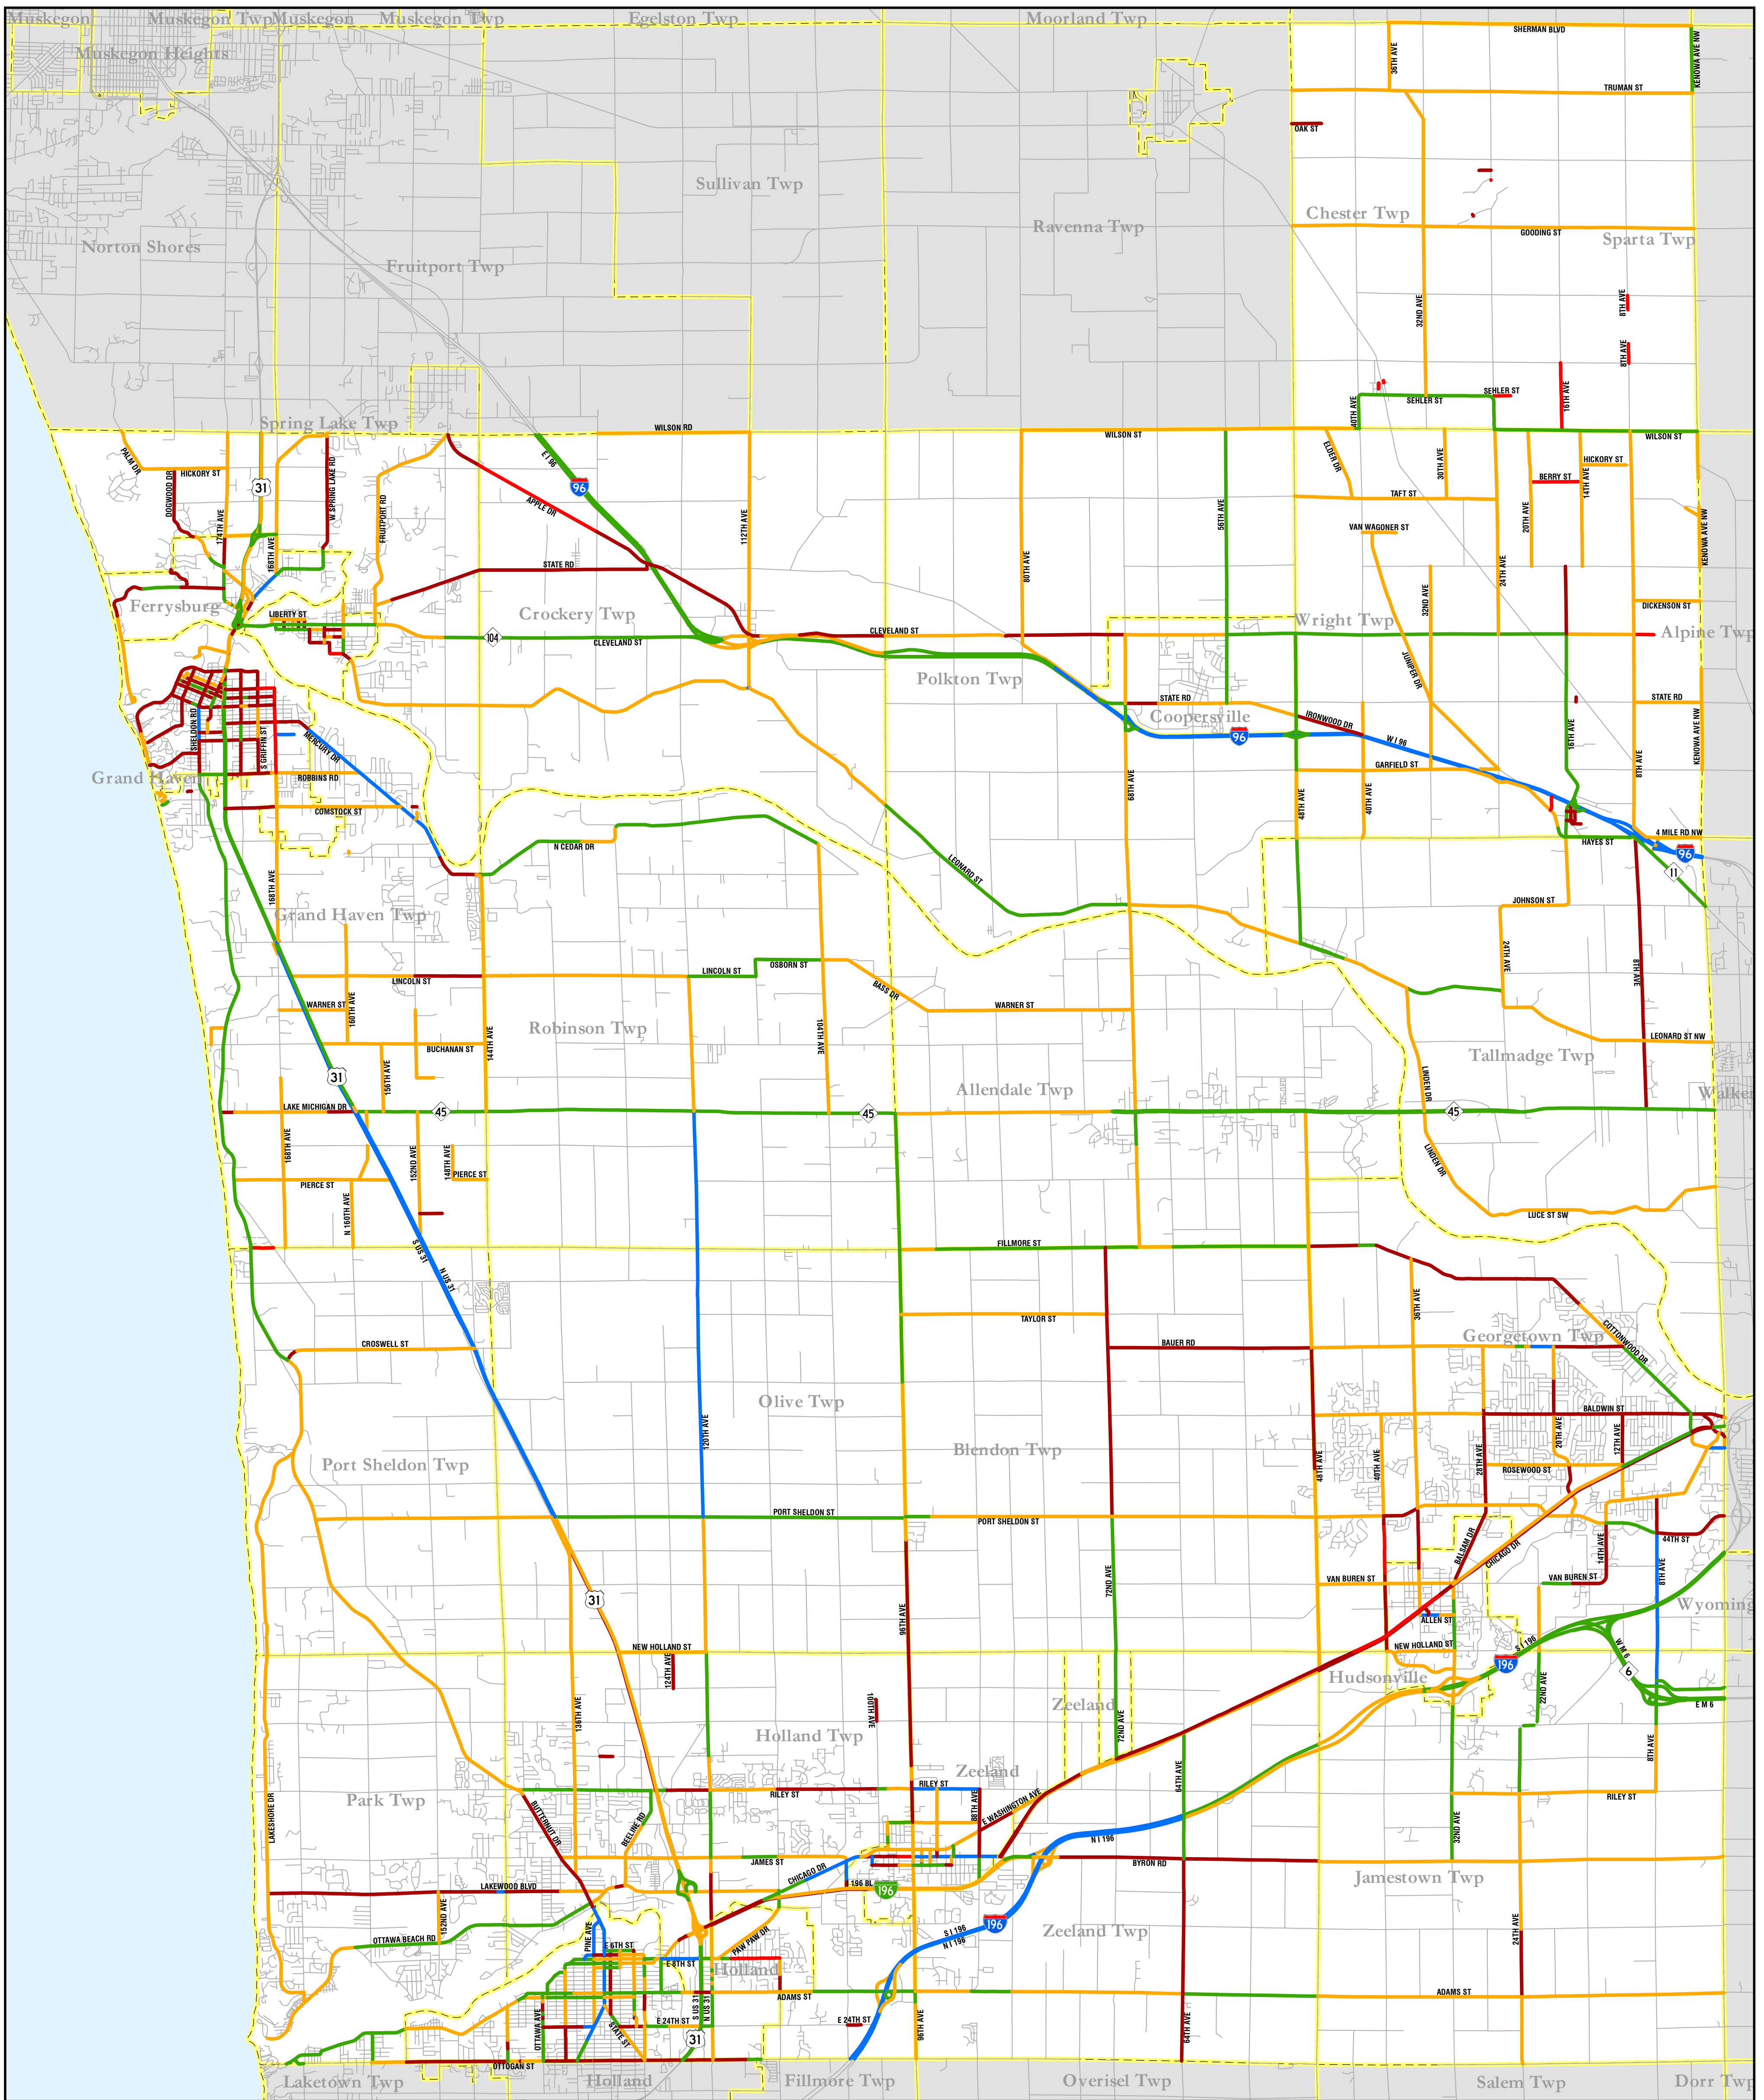 Muskegon
Muskegon Twp
Muskegon
Muskegon Twp
Egelston Twp
Moorland Twp
SHERMAN BLVD
36TH AVE
KENOWA AVE NW
Muskegon Heights
TRUMAN ST
OAK ST
Sullivan Twp
Chester Twp
Ravenna Twp
GOODING ST
Sparta Twp
Norton Shores
Fruitport Twp
32ND AVE
8TH AVE
8TH AVE
16TH AVE
SEHLER ST
SEHLER ST
40TH AVE
Spring Lake Twp
WILSON RD
WILSON ST
WILSON ST
PALM DR
HICKORY ST
DOGWOOD DR
31
W SPRING LAKE RD
E I 96
96
ELDER DR
30TH AVE
HICKORY ST
BERRY ST
14TH AVE
TAFT ST
174TH AVE
168TH AVE
FRUITPORT RD
APPLE DR
112TH AVE
56TH AVE
VAN WAGONER ST
20TH AVE
KENOWA AVE NW
STATE RD
80TH AVE
24TH AVE
32ND AVE
Ferrysburg
LIBERTY ST
Crockery Twp
DICKENSON ST
Wright Twp
Alpine Twp
104
CLEVELAND ST
CLEVELAND ST
JUNIPER DR
Polkton Twp
STATE RD
STATE RD
Coopersville
IRONWOOD DR
W I 96
96
16TH AVE
KENOWA AVE NW
SHELDON RD
S GRIFFIN ST
MERCURY DR
Grand Haven
ROBBINS RD
GARFIELD ST
8TH AVE
COMSTOCK ST
68TH AVE
48TH AVE
40TH AVE
4 MILE RD NW
HAYES ST
96
N CEDAR DR
LEONARD ST
11
168TH AVE
JOHNSON ST
Grand Haven Twp
24TH AVE
8TH AVE
LINCOLN ST
LINCOLN ST
OSBORN ST
BASS DR
WARNER ST
160TH AVE
WARNER ST
Robinson Twp
104TH AVE
BUCHANAN ST
144TH AVE
LEONARD ST NW
Tallmadge Twp
31
156TH AVE
Allendale Twp
LINDEN DR
Walker
LAKE MICHIGAN DR
45
45
45
168TH AVE
152ND AVE
148TH AVE
PIERCE ST
PIERCE ST
LINDEN DR
N 160TH AVE
LUCE ST SW
S US 31
N US 31
FILLMORE ST
36TH AVE
TAYLOR ST
COTTONWOOD DR
Georgetown Twp
CROSWELL ST
BAUER RD
Olive Twp
BALDWIN ST
120TH AVE
Blendon Twp
20TH AVE
12TH AVE
Port Sheldon Twp
48TH AVE
40TH AVE
28TH AVE
ROSEWOOD ST
PORT SHELDON ST
PORT SHELDON ST
44TH ST
BALSAM DR
CHICAGO DR
14TH AVE
8TH AVE
72ND AVE
VAN BUREN ST
VAN BUREN ST
31
96TH AVE
ALLEN ST
Wyoming
NEW HOLLAND ST
NEW HOLLAND ST
S I 196
196
W M 6
6
124TH AVE
Hudsonville
22ND AVE
E M 6
136TH AVE
100TH AVE
Zeeland
72ND AVE
Holland Twp
8TH AVE
Zeeland
64TH AVE
RILEY ST
RILEY ST
RILEY ST
Park Twp
LAKESHORE DR
BUTTERNUT DR
BEELINE RD
88TH AVE
E WASHINGTON AVE
32ND AVE
N I 196
JAMES ST
BYRON RD
CHICAGO DR
Jamestown Twp
LAKEWOOD BLVD
I 196 BL
196
152ND AVE
PINE AVE
S I 196
N I 196
196
Zeeland Twp
OTTAWA BEACH RD
E 6TH ST
PAW PAW DR
24TH AVE
E 8TH ST
Holland
ADAMS ST
ADAMS ST
OTTAWA AVE
STATE ST
E 24TH ST
S US 31
N US 31
E 24TH ST
96TH AVE
64TH AVE
31
OTTOGAN ST
Laketown Twp
Holland
Fillmore Twp
Overisel Twp
Salem Twp
Dorr Twp